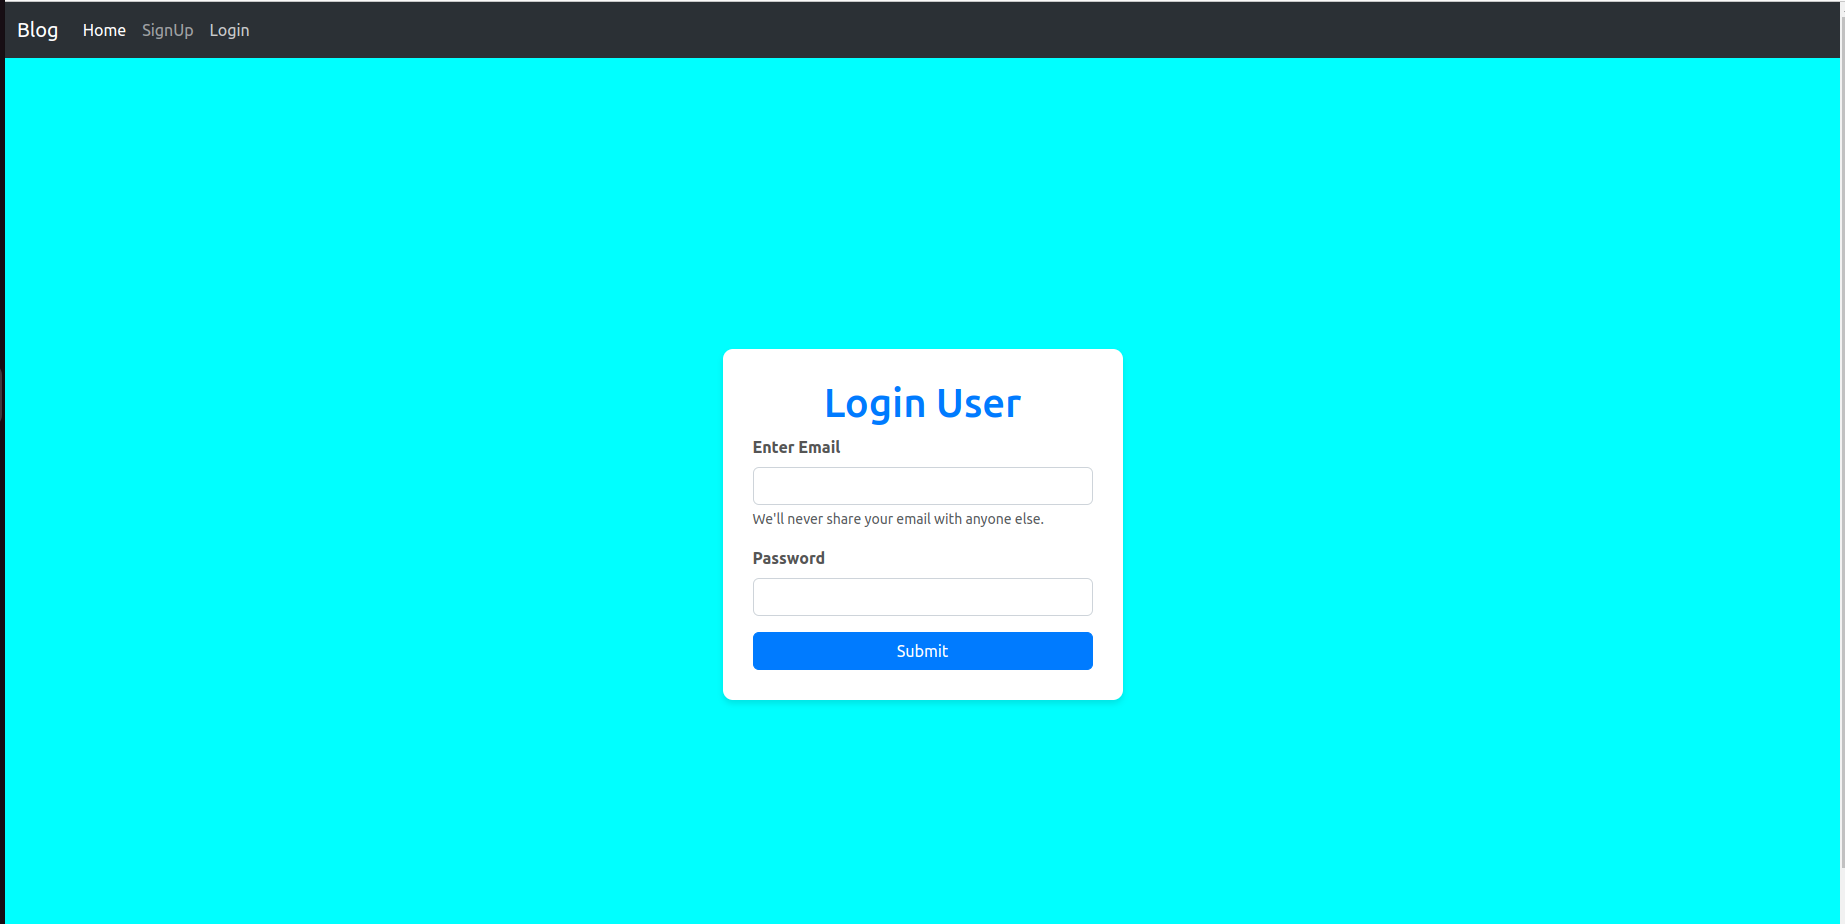 Blog Home SignUp Login
Login User
Enter Email
We'll never share your email with anyone else.
Password
Submit